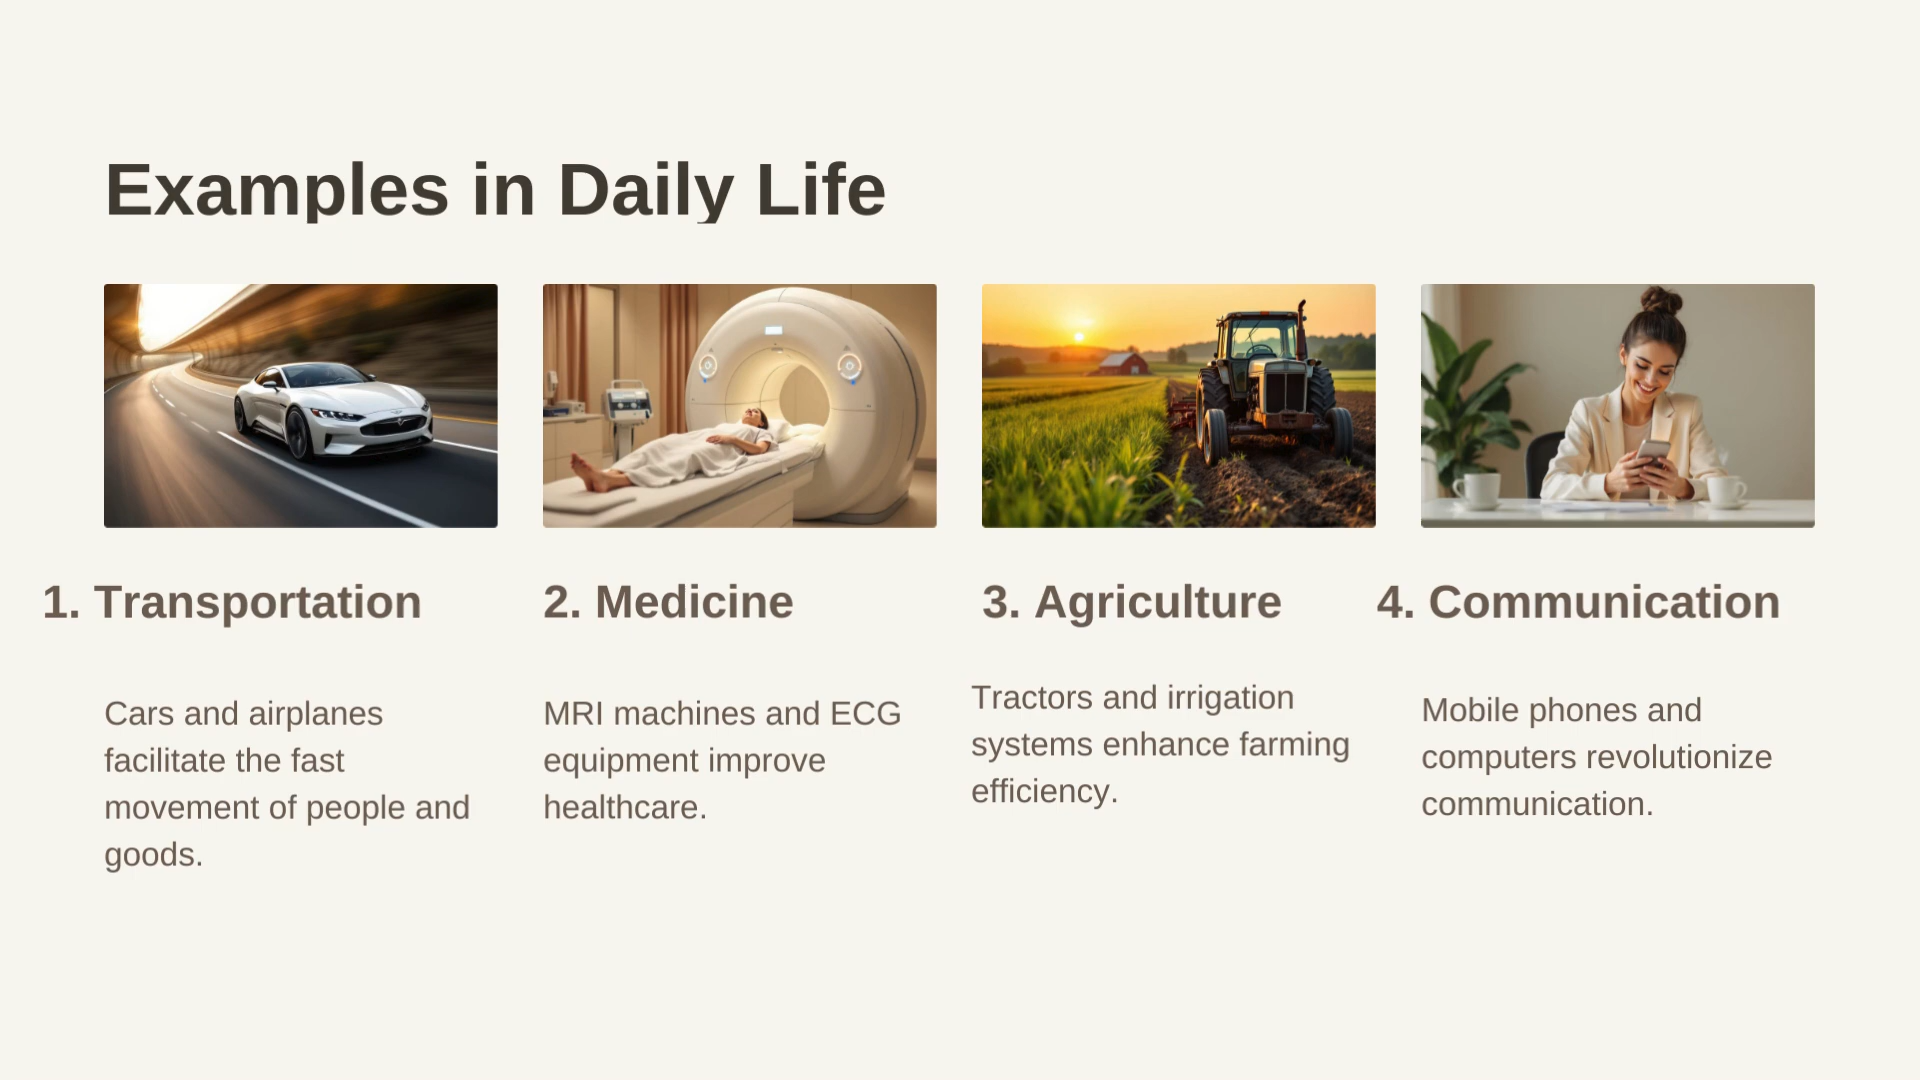 Examples in Daily Life
1. Transportation
Cars and airplanes
facilitate the fast
movement of people and
goods.
2. Medicine
MRI machines and ECG
equipment improve
healthcare.
3. Agriculture
Tractors and irrigation
systems enhance farming
efficiency.
4. Communication
Mobile phones and
computers revolutionize
communication.